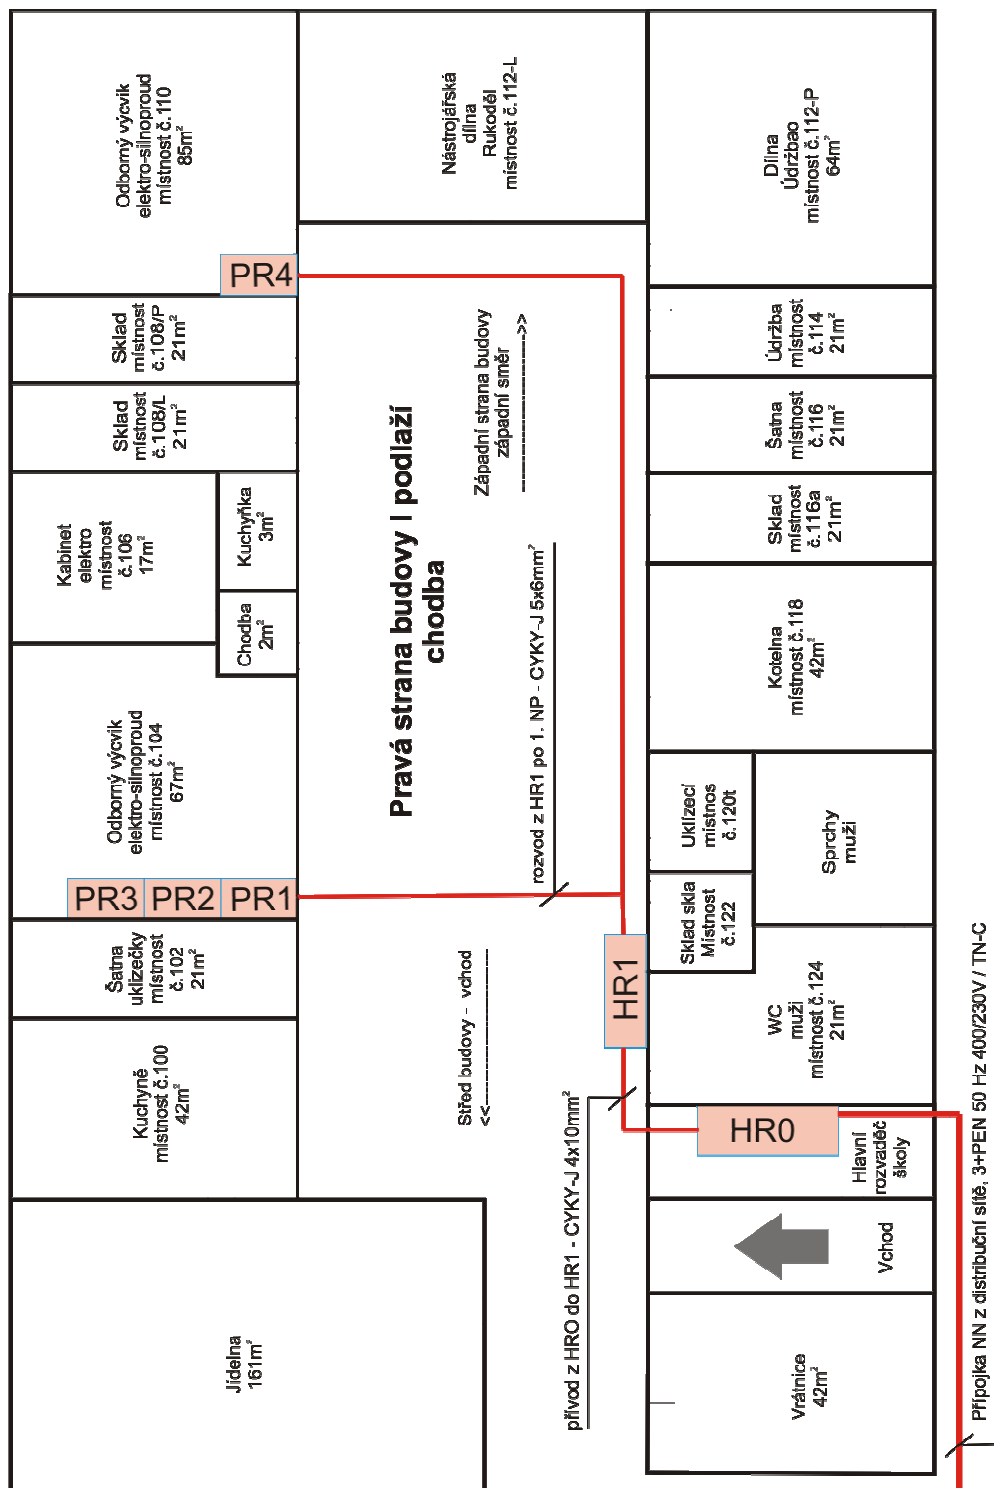 Odborný výcvik
elektro-silnoproud
místnost č.110
85m²
Nástrojářská
dílna
Rukoděl
místnost č.112-L
Dílna
Údržbao
místnost č.112-P
64m²
PR4
Sklad
místnost
č.108/P
21m²
Sklad
místnost
č.108/L
21m²
Kabinet
elektro
místnost
č.106
17m²
Kuchyňka
3m²
Chodba
2m²
Odborný výcvik
elektro-silnoproud
místnost č.104
67m²
PR3
PR2
PR1
Šatna
uklizečky
místnost
č.102
21m²
Kuchyně
místnost č.100
42m²
Jídelna
161m²
Pravá strana budovy I podlaží
chodba
Západní strana budovy
západní směr
------------------->>
rozvod z HR1 po 1. NP - CYKY-J 5x6mm²
Střed budovy - vchod
<<-------------------
přívod z HRO do HR1 - CYKY-J 4x10mm²
HR1
HR0
Údržba
místnost
č.114
21m²
Šatna
místnost
č.116
21m²
Sklad
místnost
č.116a
21m²
Kotelna
místnost č.118
42m²
Uklízecí
místnos
č.120t
Sprchy
muži
Sklad skla
Místnost
č.122
WC
muži
místnost č.124
21m²
Hlavní
rozvaděč
školy
Vchod
Vrátnice
42m²
Přípojka NN z distribuční sítě, 3+PEN 50 Hz 400/230V / TN-C